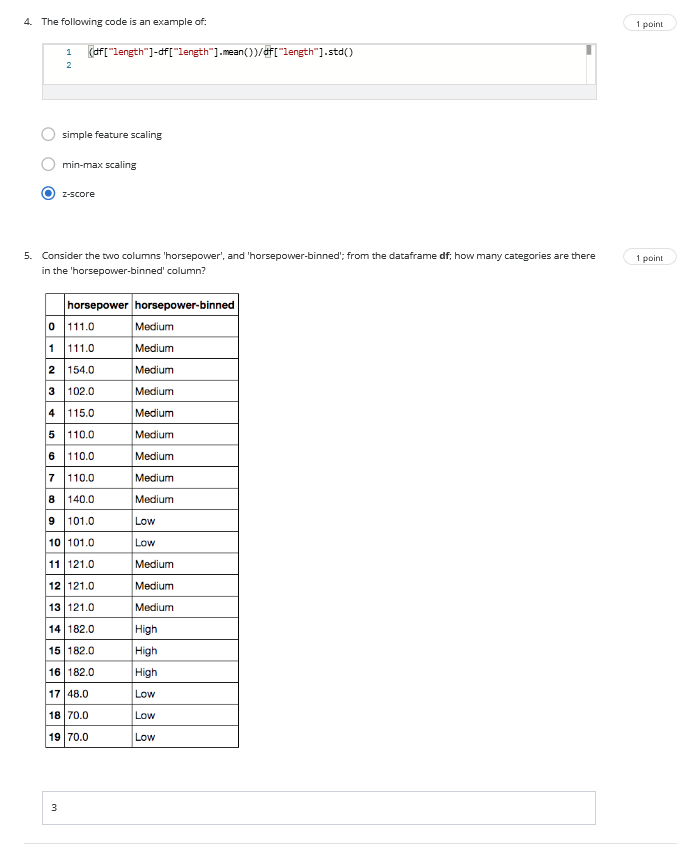 4. The following code is an example of:
1 point
1 (df["length"]-df["length"].mean())/df["length"].std()
2
simple feature scaling
min-max scaling
z-score
5. Consider the two columns 'horsepower', and 'horsepower-binned'; from the dataframe df; how many categories are there
1 point
in the 'horsepower-binned' column?
horsepower horsepower-binned
0 111.0 Medium
1 111.0 Medium
2 154.0 Medium
3 102.0 Medium
4 115.0 Medium
5 110.0 Medium
6 110.0 Medium
7 110.0 Medium
8 140.0 Medium
9 101.0 Low
10 101.0 Low
11 121.0 Medium
12 121.0 Medium
13 121.0 Medium
14 182.0 High
15 182.0 High
16 182.0 High
17 48.0 Low
18 70.0 Low
19 70.0 Low
3